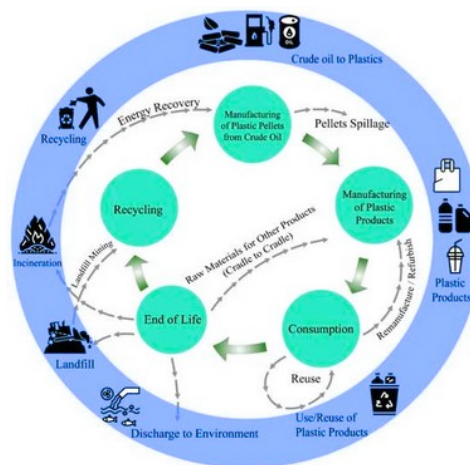 OIL
Crude oil to Plastics
Energy Recovery
Manufacturing
of Plastic Pellets
from Crude Oil
Pellets Spillage
Recycling
Manufacturing
of Plastic
Products
Recycling
Raw Materials for Other Products
(Cradle to Cradle)
Landfill Mining
Incineration
Remanufacture / Refurbish
Plastic
Products
End of Life
Consumption
Landfill
Reuse
Discharge to Environment
Use/Reuse of
Plastic Products